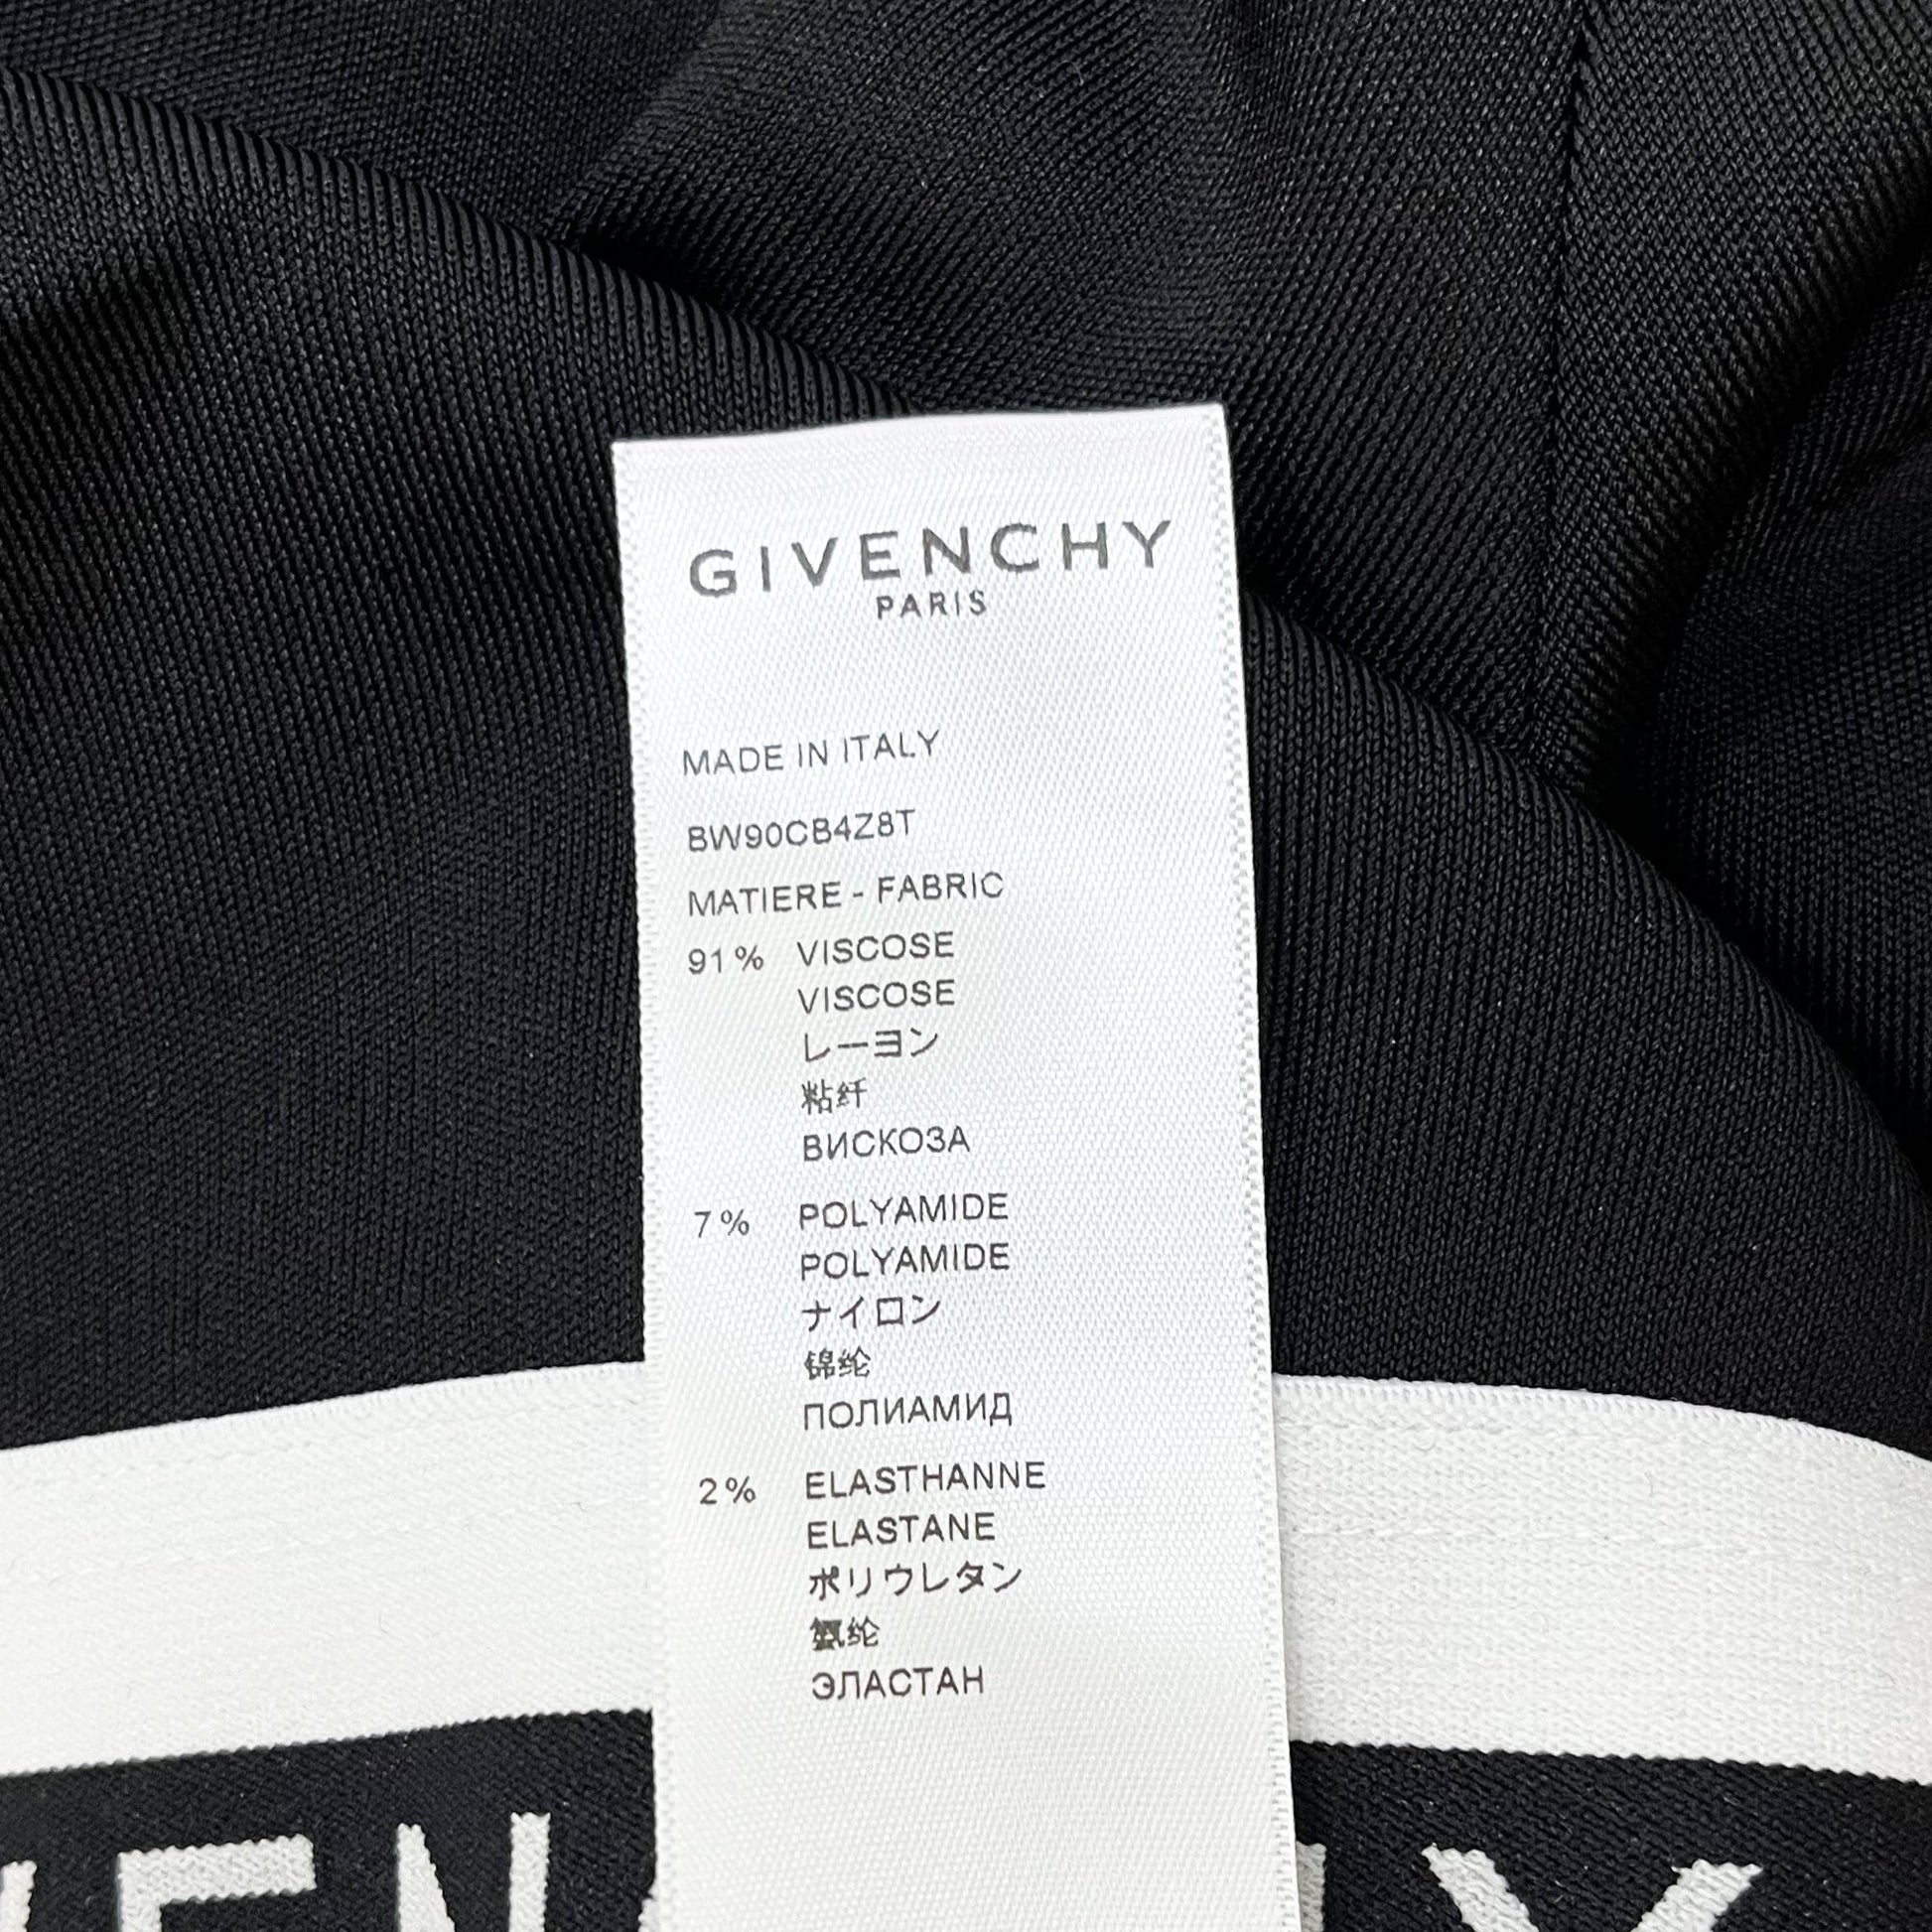 GIVENCHY
PARIS
MADE IN ITALY
BW90CB4Z8T
MATIERE - FABRIC
91% VISCOSE
VISCOSE
レーヨン
粘纤
ВИСКОЗА
7% POLYAMIDE
POLYAMIDE
ナイロン
锦纶
ПОЛИАМИД
2% ELASTHANNE
ELASTANE
ポリウレタン
氨纶
ЭЛАСТАН